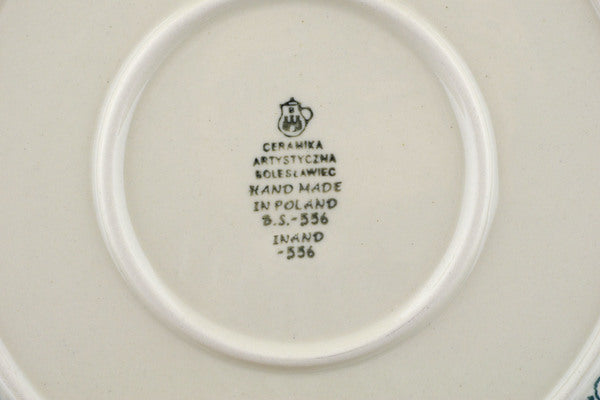 CERAMIKA
ARTYSTYCZNA
BOLESŁAWIEC
HAND MADE
IN POLAND
B.S.-556
INAND
-556